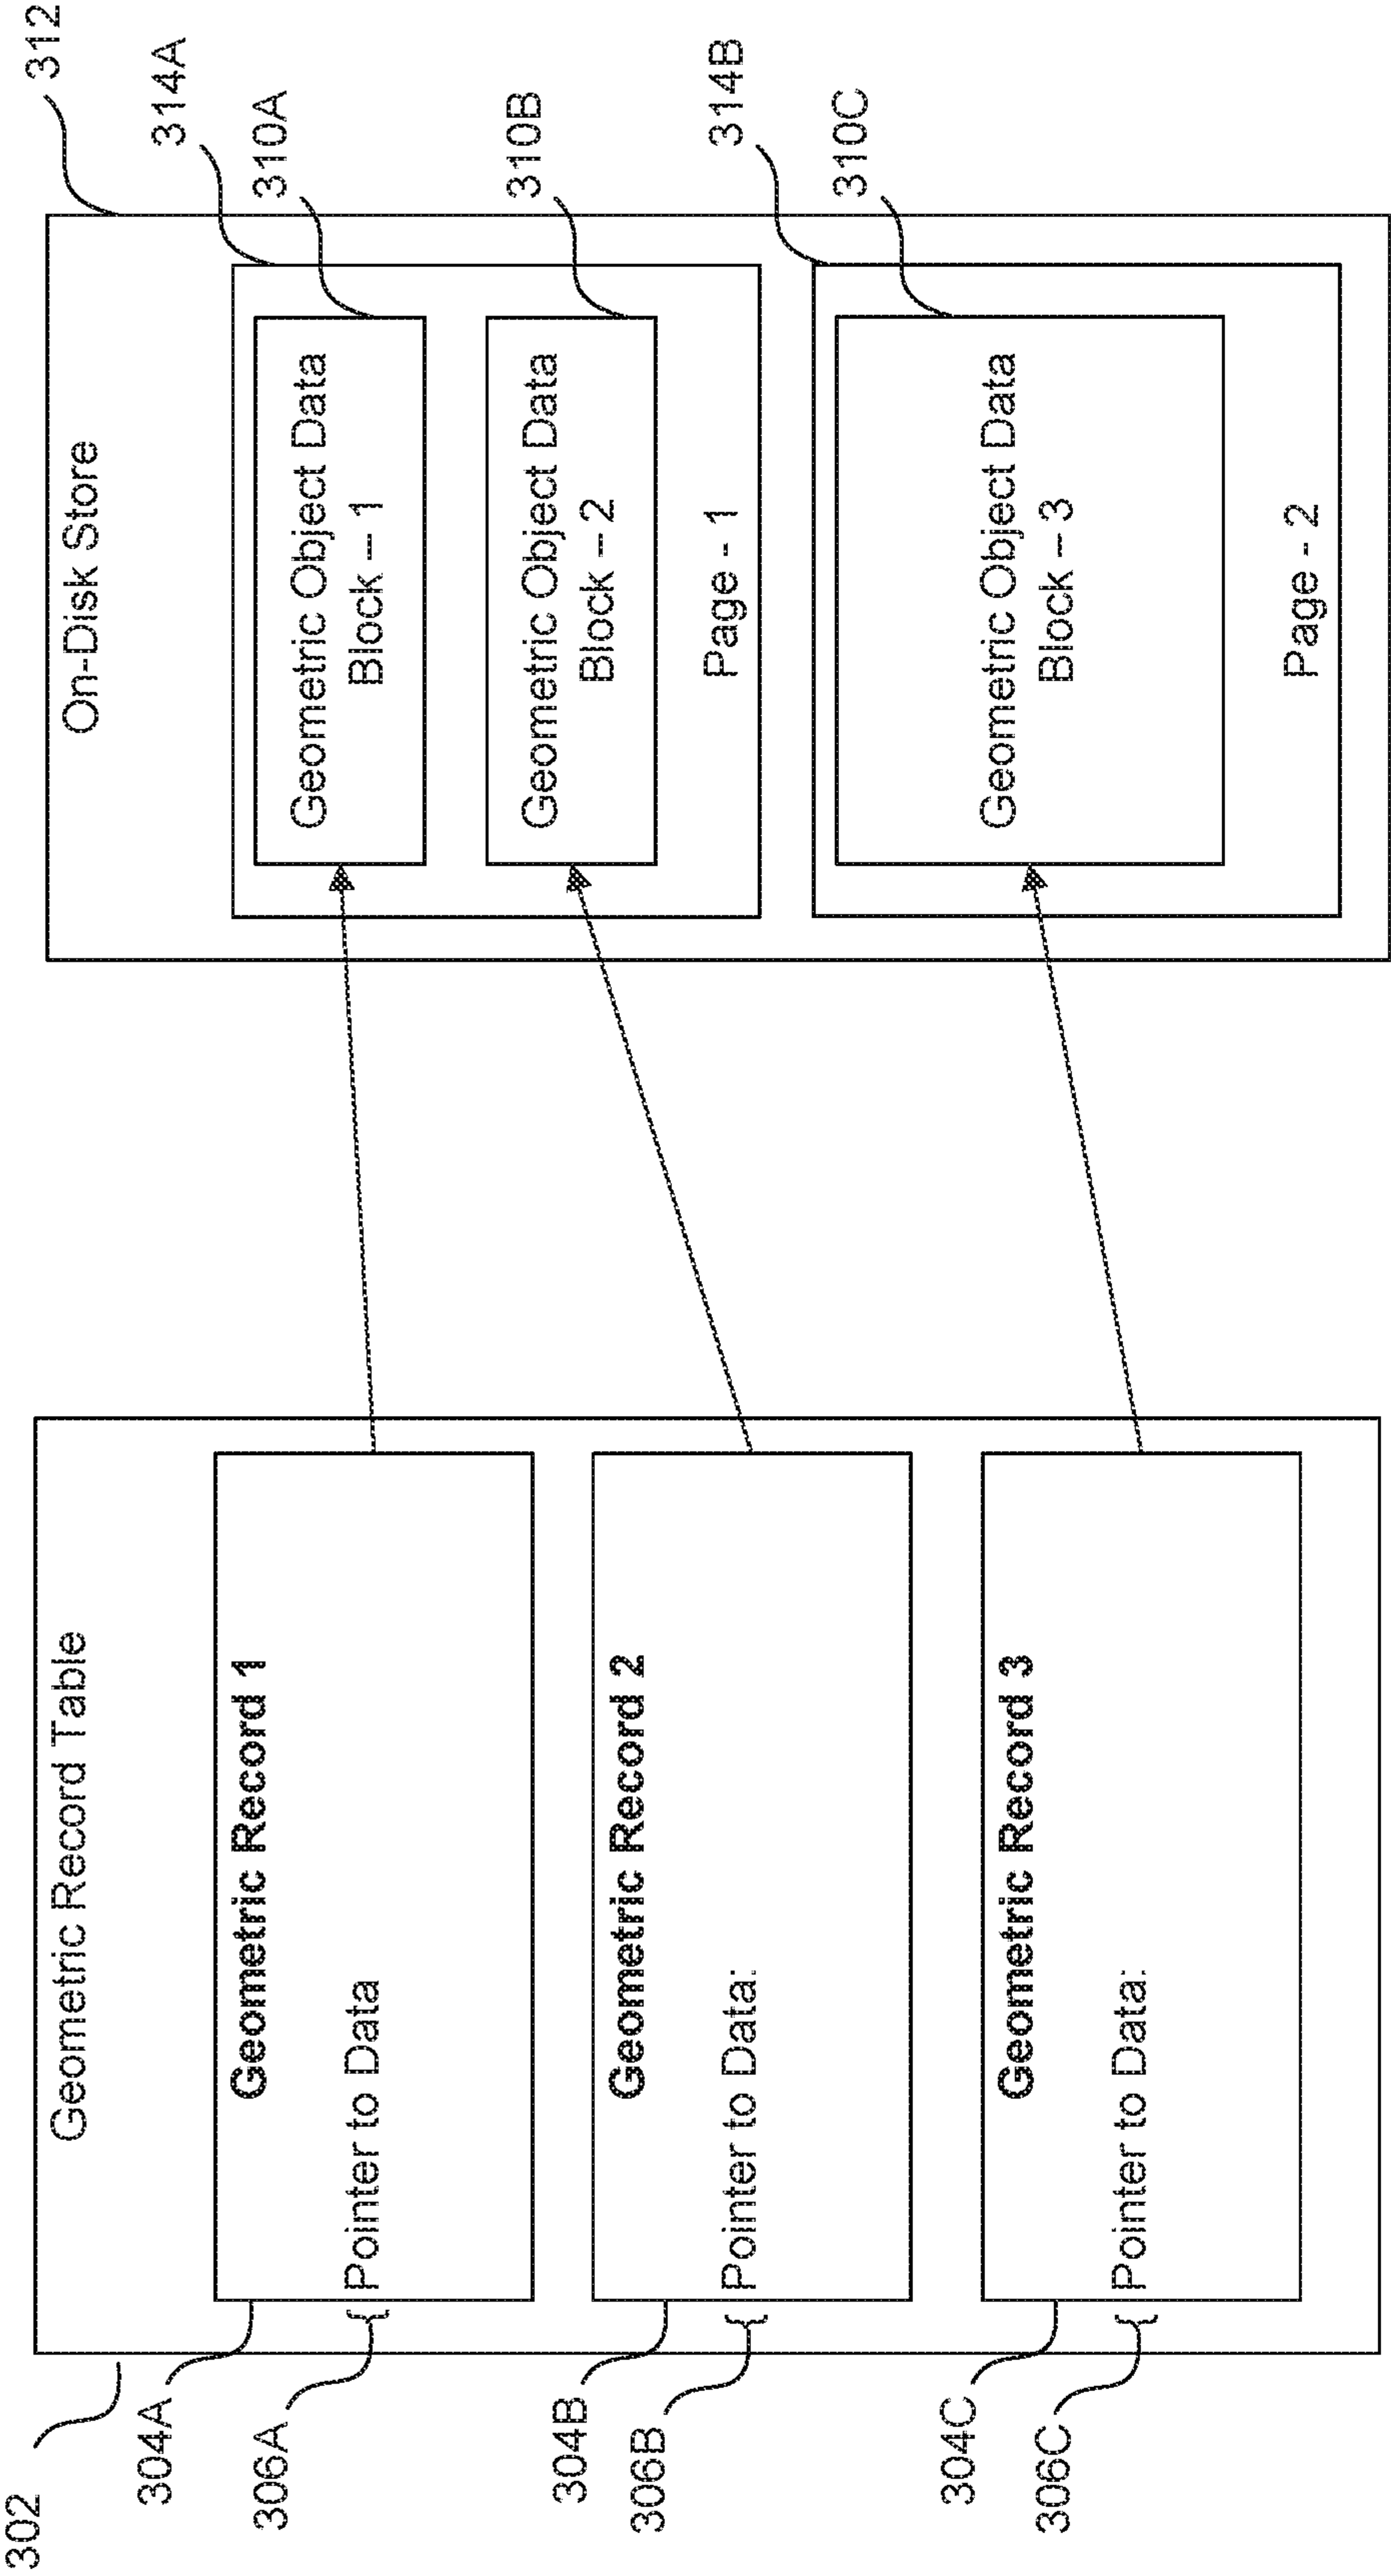 302
Geometric Record Table
304A
Geometric Record 1
306A
Pointer to Data
304B
Geometric Record 2
306B
Pointer to Data:
304C
Geometric Record 3
306C
Pointer to Data:
312
On-Disk Store
314A
310A
Geometric Object Data
Block – 1
310B
Geometric Object Data
Block – 2
Page - 1
314B
310C
Geometric Object Data
Block – 3
Page - 2